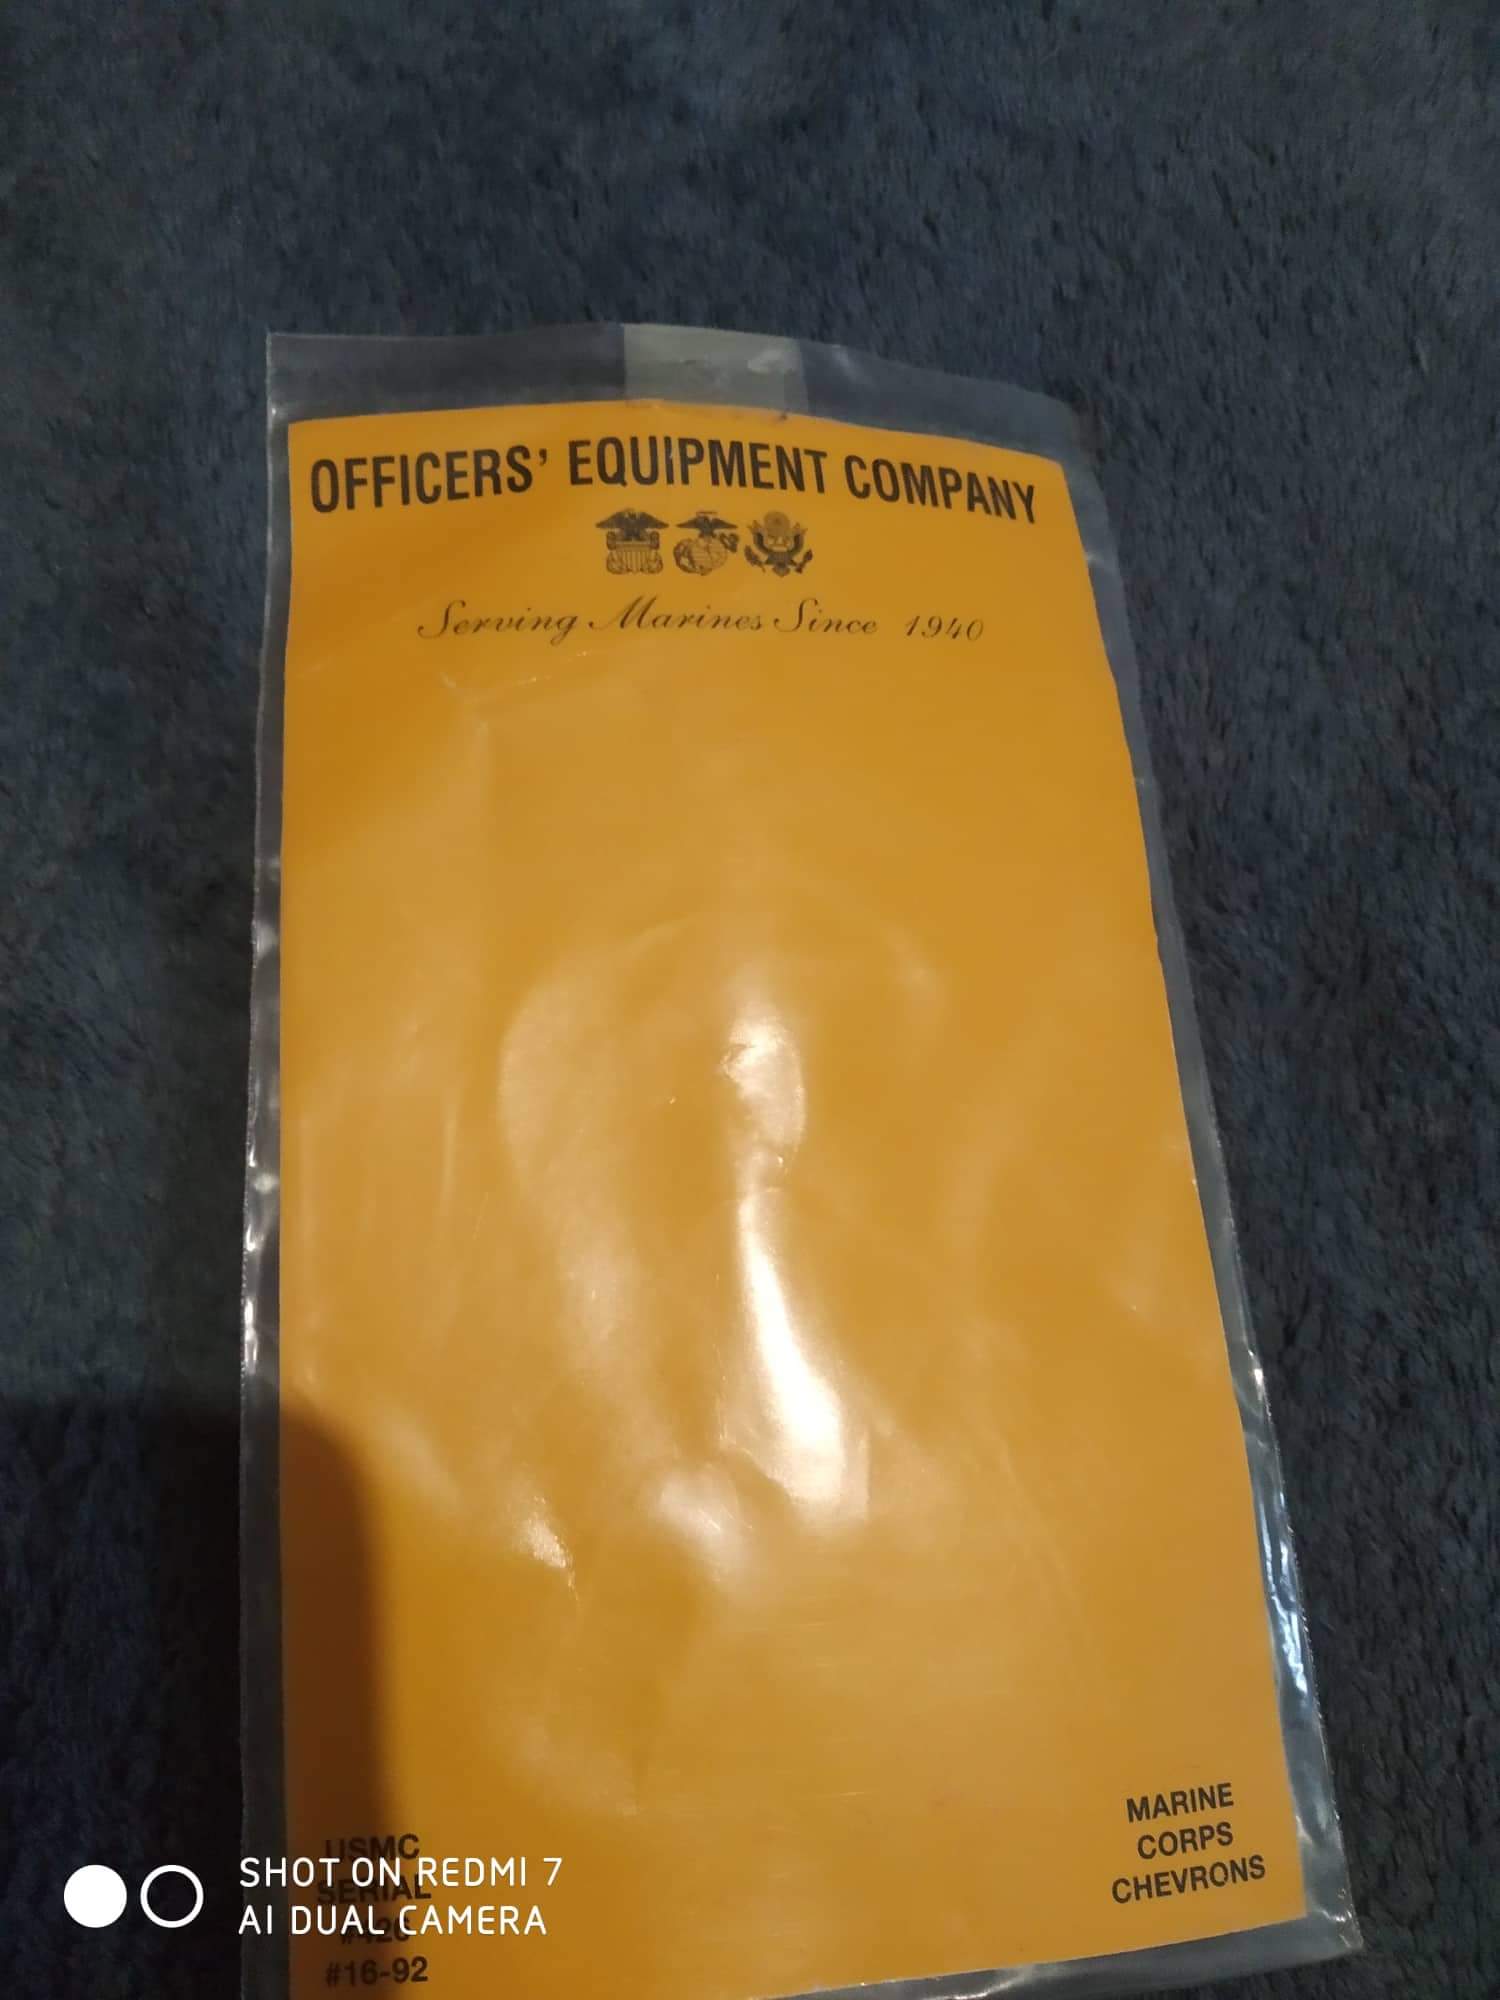 OFFICERS' EQUIPMENT COMPANY
Serving Marines Since 1940
MARINE
CORPS
CHEVRONS
USMC
SERIAL
#16-92
SHOT ON REDMI 7
AI DUAL CAMERA